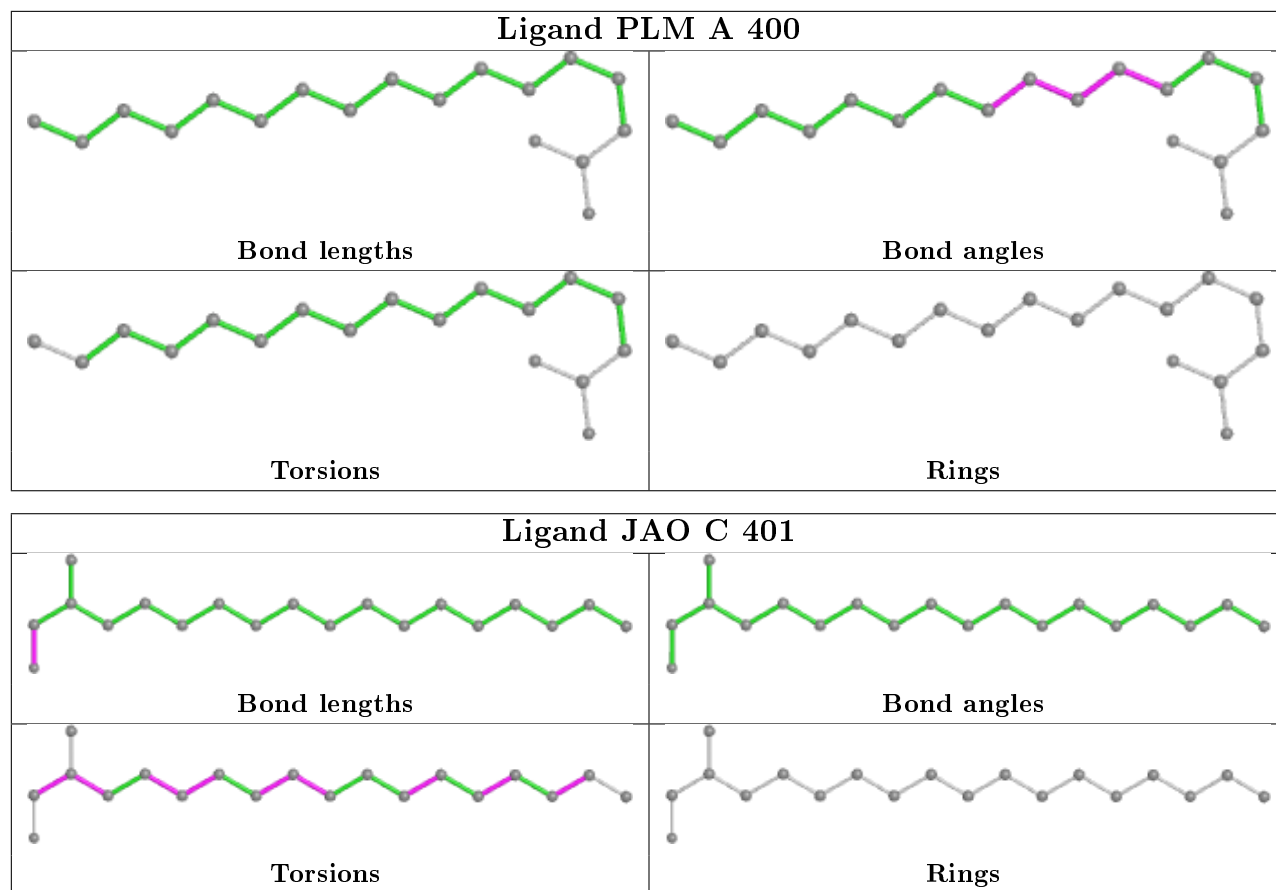 Ligand PLM A 400
Bond lengths
Bond angles
Torsions
Rings
Ligand JAO C 401
Bond lengths
Bond angles
Torsions
Rings